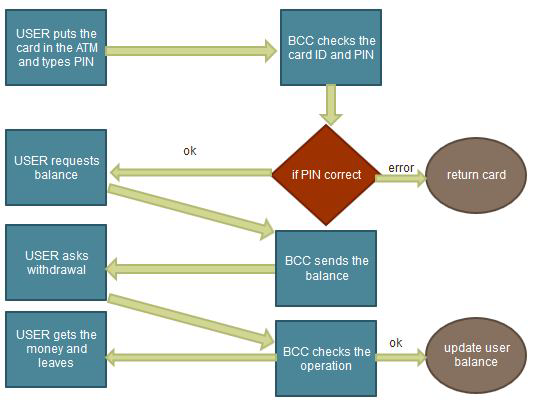 USER puts the
card in the ATM
and types PIN
BCC checks the
card ID and PIN
ok
USER requests
balance
if PIN correct
error
return card
USER asks
withdrawal
BCC sends the
balance
USER gets the
money and
leaves
BCC checks the
operation
ok
update user
balance